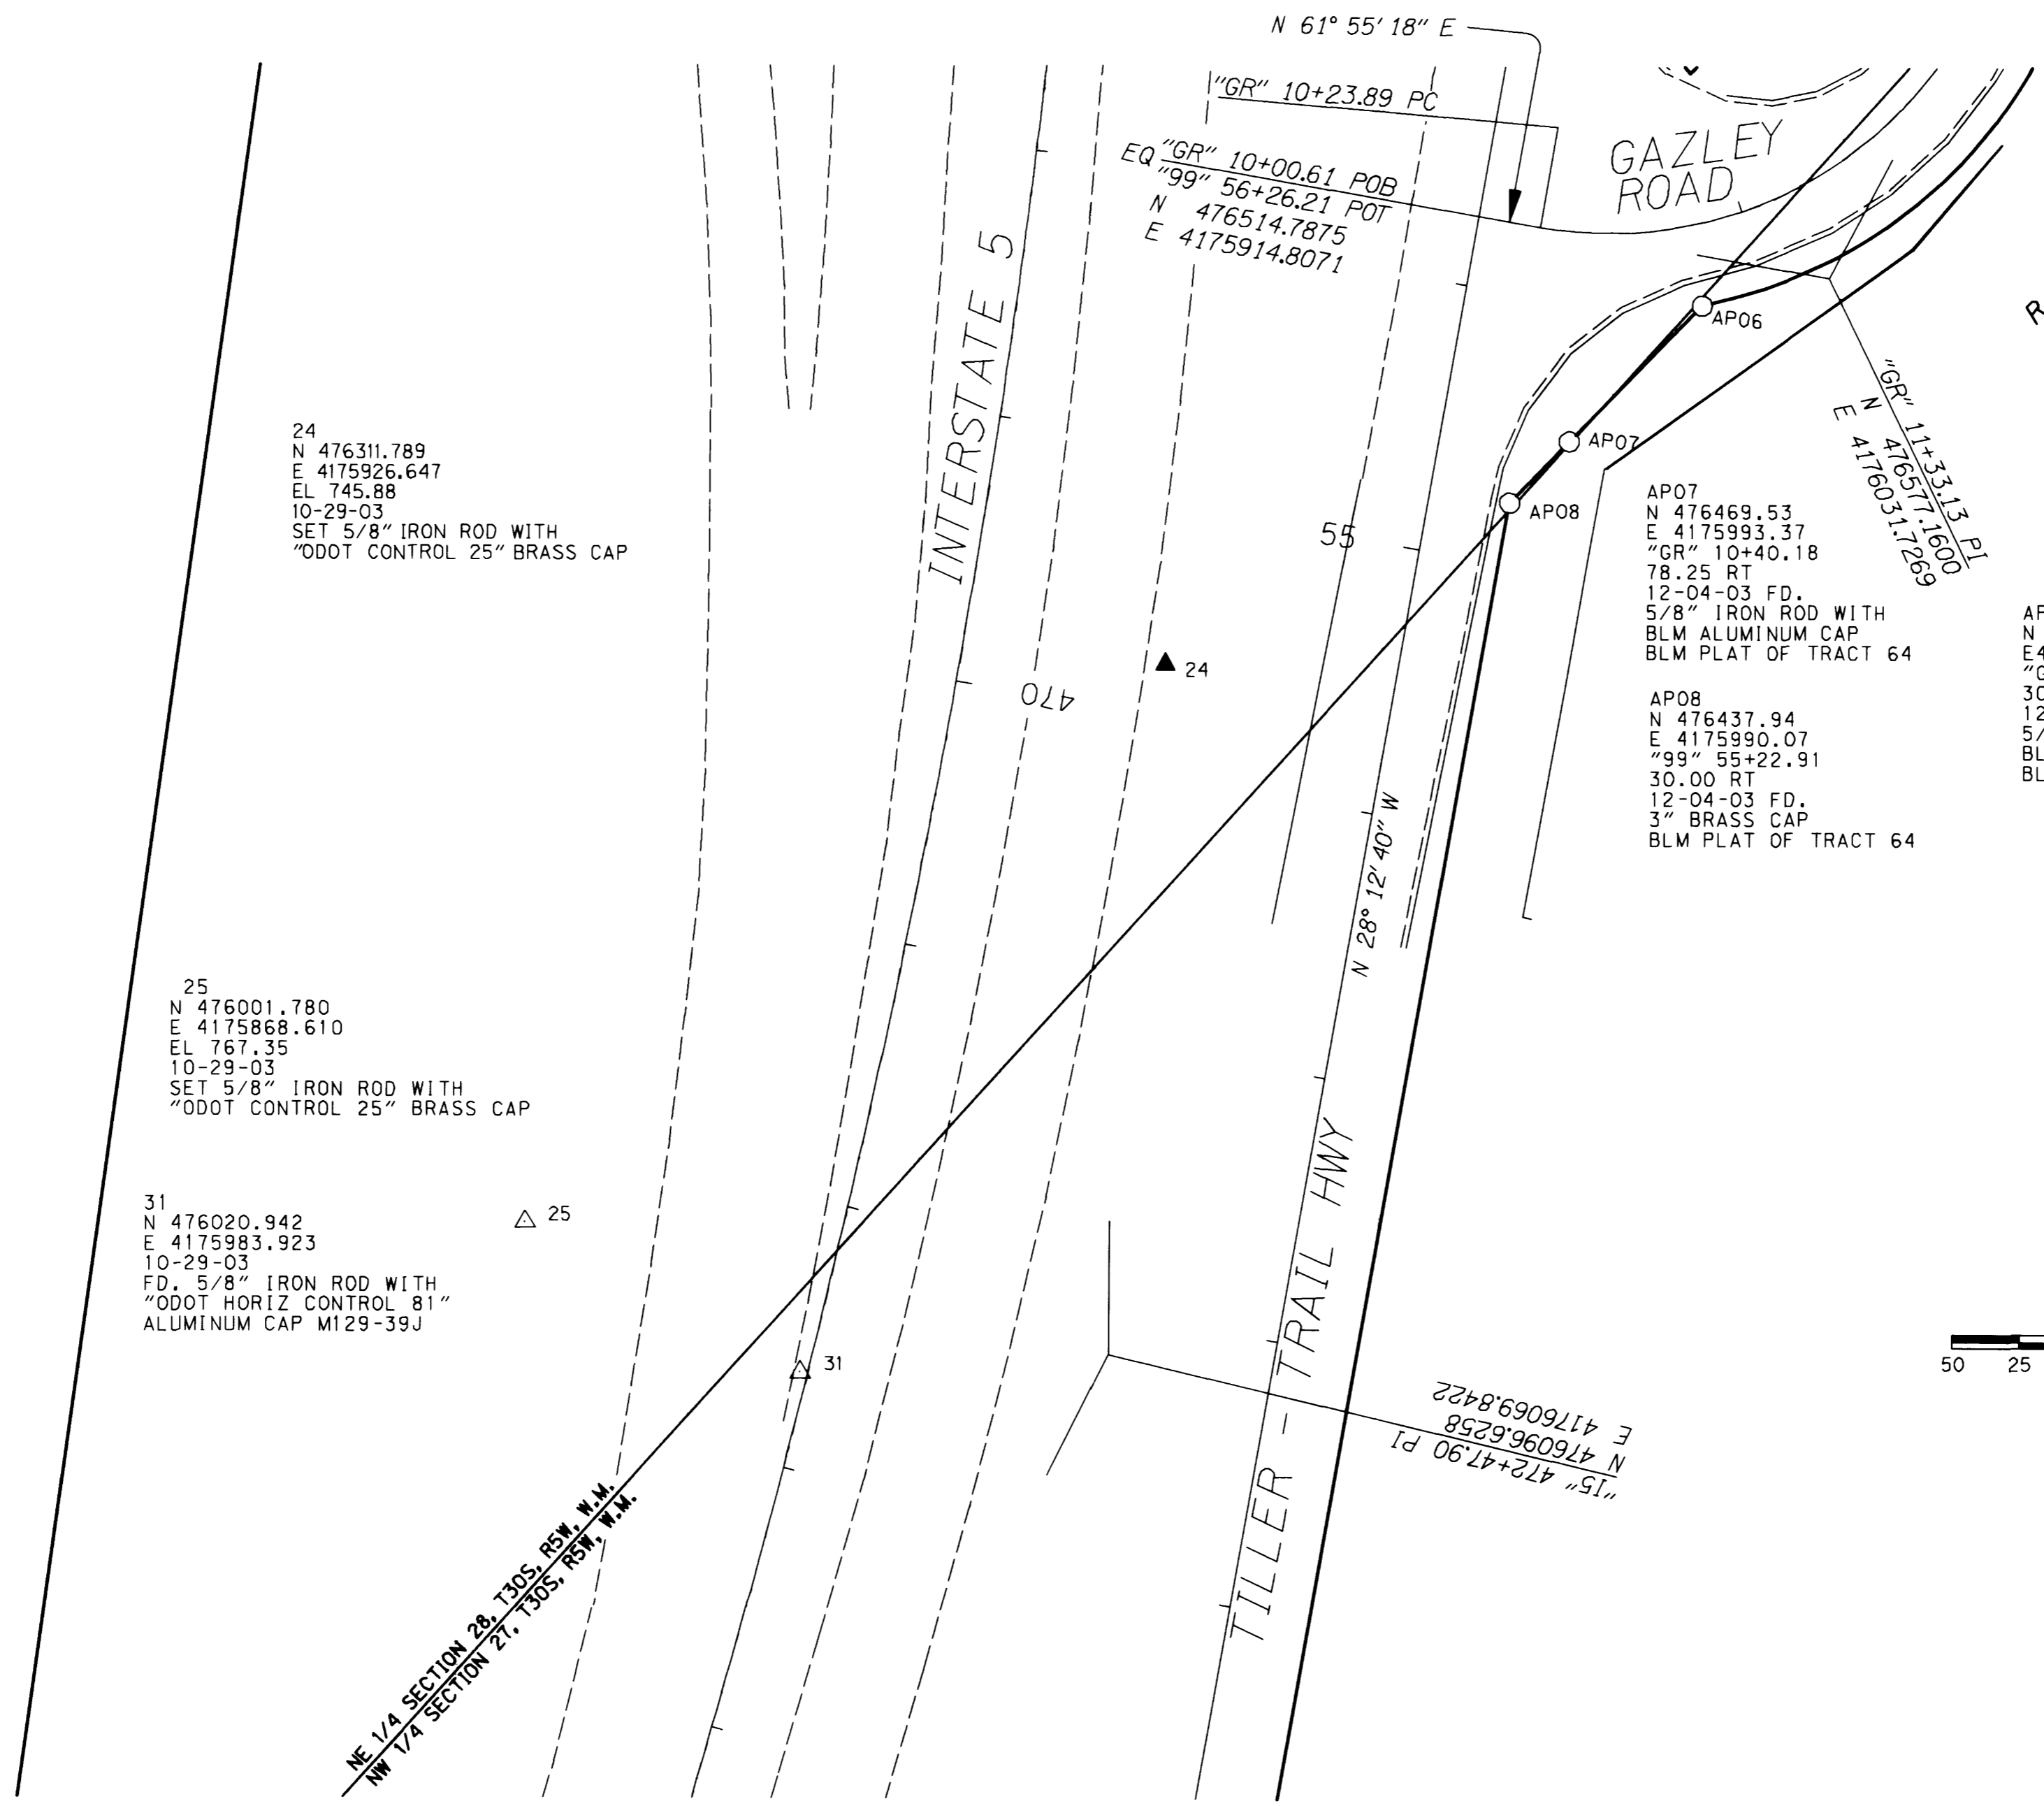 N 61° 55' 18" E
"GR" 10+23.89 PC
EQ "GR" 10+00.61 POB
"99" 56+26.21 POT
N 476514.7875
E 4175914.8071
GAZLEY
ROAD
INTERSTATE 5
AP06
R
"GR" 11+33.13 PI
N 476577.1600
E 4176031.7269
24
N 476311.789
E 4175926.647
EL 745.88
10-29-03
SET 5/8" IRON ROD WITH
"ODOT CONTROL 25" BRASS CAP
AP07
AP08
55
AP07
N 476469.53
E 4175993.37
"GR" 10+40.18
78.25 RT
12-04-03 FD.
5/8" IRON ROD WITH
BLM ALUMINUM CAP
BLM PLAT OF TRACT 64
AP08
N 476437.94
E 4175990.07
"99" 55+22.91
30.00 RT
12-04-03 FD.
3" BRASS CAP
BLM PLAT OF TRACT 64
AP
N
E4
"G
30
12
5/
BL
BL
24
470
N 28° 12' 40" W
25
N 476001.780
E 4175868.610
EL 767.35
10-29-03
SET 5/8" IRON ROD WITH
"ODOT CONTROL 25" BRASS CAP
31
N 476020.942
E 4175983.923
10-29-03
FD. 5/8" IRON ROD WITH
"ODOT HORIZ CONTROL 81"
ALUMINUM CAP M129-39J
25
31
TILLER - TRAIL HWY
50 25
"15" 472+47.90 PI
N 476096.6258
E 4176069.8422
NE 1/4 SECTION 28, T30S, R5W, W.M.
NW 1/4 SECTION 27, T30S, R5W, W.M.